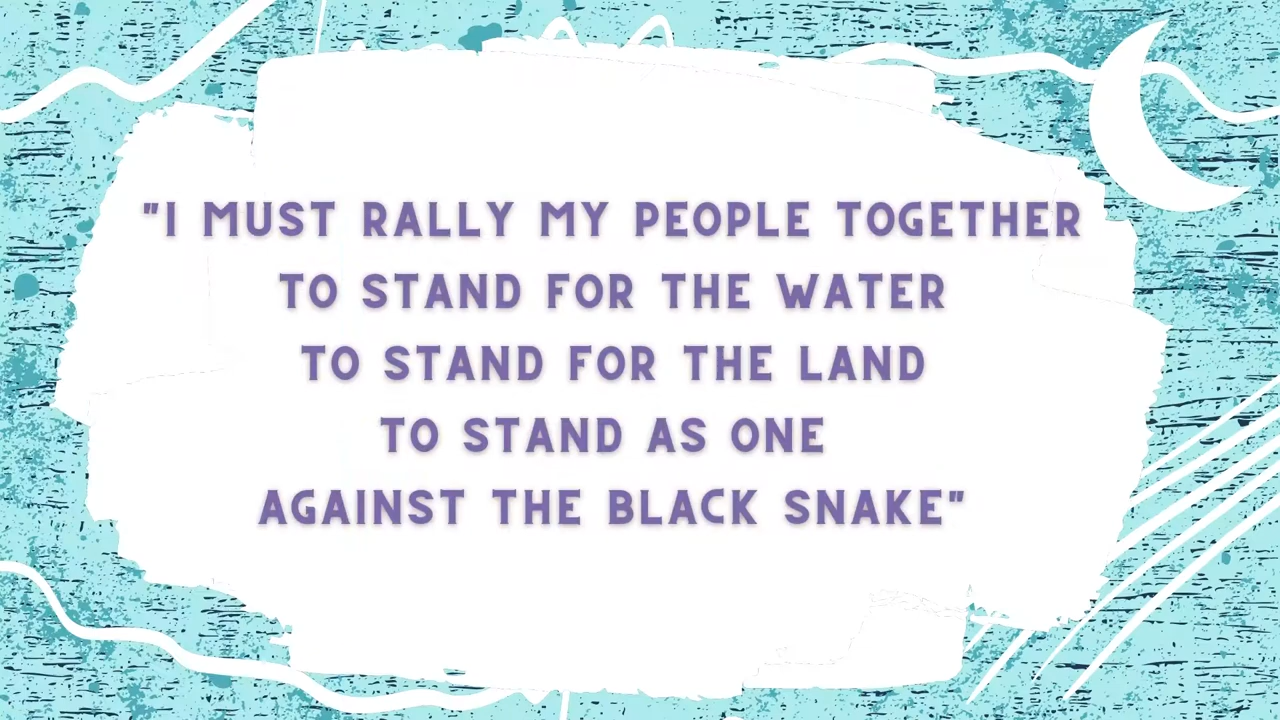 "I MUST RALLY MY PEOPLE TOGETHER
TO STAND FOR THE WATER
TO STAND FOR THE LAND
TO STAND AS ONE
AGAINST THE BLACK SNAKE"